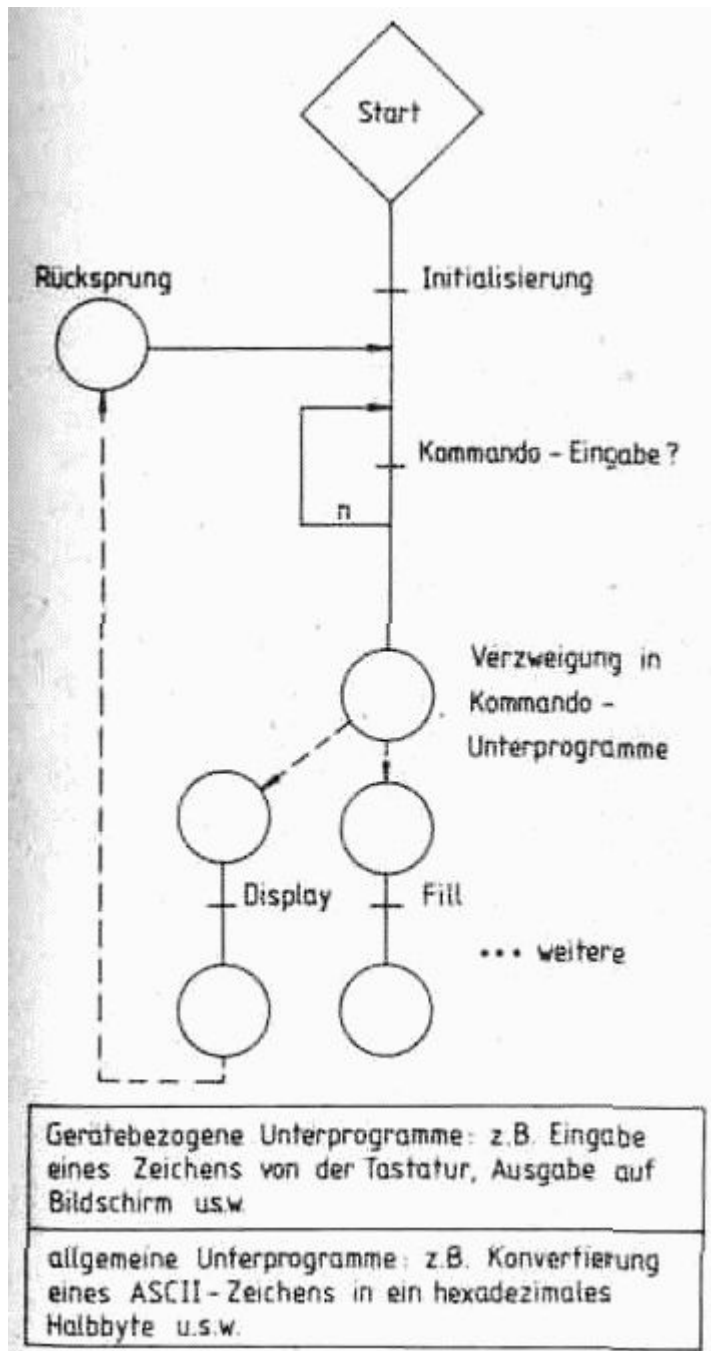 Start
Rücksprung
Initialisierung
Kommando - Eingabe?
n
Verzweigung in
Kommando -
Unterprogramme
Display
Fill
••• weitere
Gerätebezogene Unterprogramme: z.B. Eingabe
eines Zeichens von der Tastatur, Ausgabe auf
Bildschirm usw.
allgemeine Unterprogramme: z.B. Konvertierung
eines ASCII-Zeichens in ein hexadezimales
Halbbyte u.s.w.